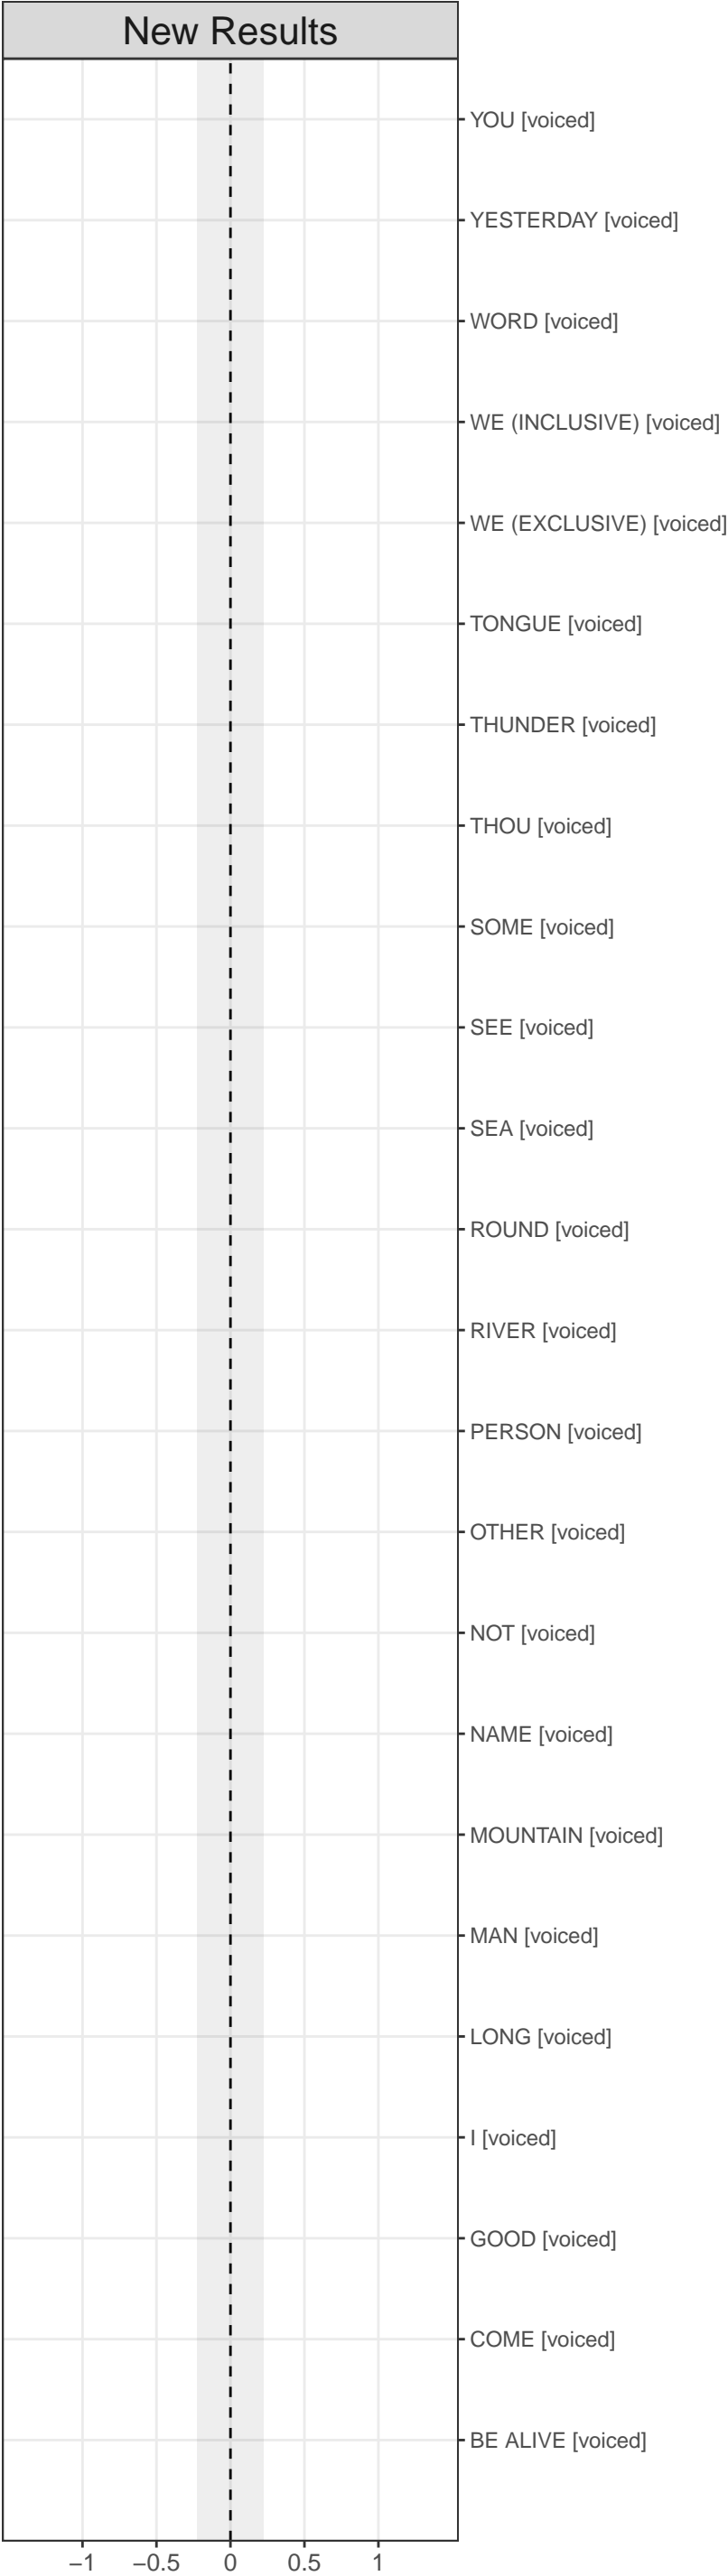 New Results
YOU [voiced]
YESTERDAY [voiced]
WORD [voiced]
WE (INCLUSIVE) [voiced]
WE (EXCLUSIVE) [voiced]
TONGUE [voiced]
THUNDER [voiced]
THOU [voiced]
SOME [voiced]
SEE [voiced]
SEA [voiced]
ROUND [voiced]
RIVER [voiced]
PERSON [voiced]
OTHER [voiced]
NOT [voiced]
NAME [voiced]
MOUNTAIN [voiced]
MAN [voiced]
LONG [voiced]
I [voiced]
GOOD [voiced]
COME [voiced]
BE ALIVE [voiced]
−1 −0.5 0 0.5 1